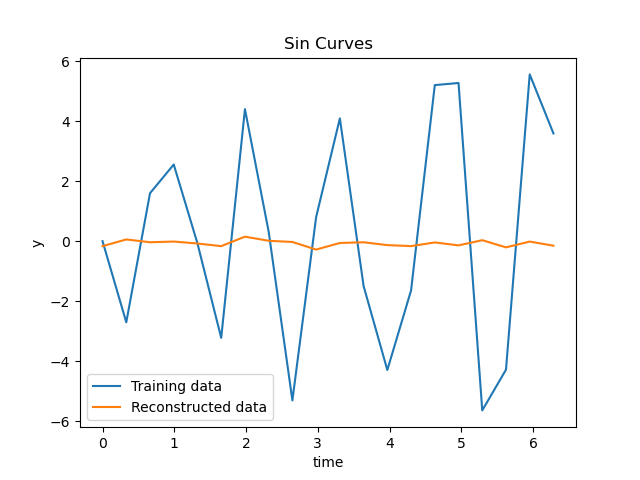 Sin Curves
6
4
2
0
−2
−4
−6
y
Training data
Reconstructed data
0 1 2 3 4 5 6
time